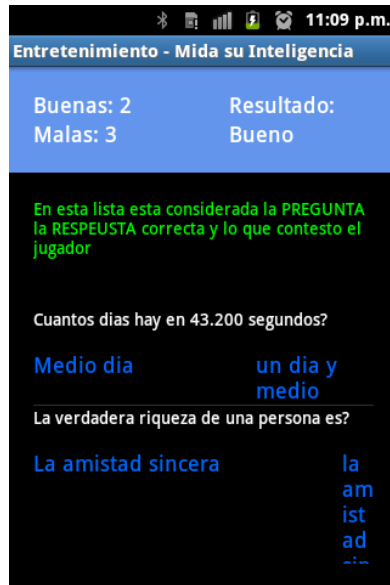 11:09 p.m.
Entretenimiento - Mida su Inteligencia
Buenas: 2
Resultado:
Malas: 3
Bueno
En esta lista esta considerada la PREGUNTA
la RESPEUSTA correcta y lo que contesto el
jugador
Cuantos dias hay en 43.200 segundos?
Medio dia
un dia y
medio
La verdadera riqueza de una persona es?
La amistad sincera
la
am
ist
ad
sin